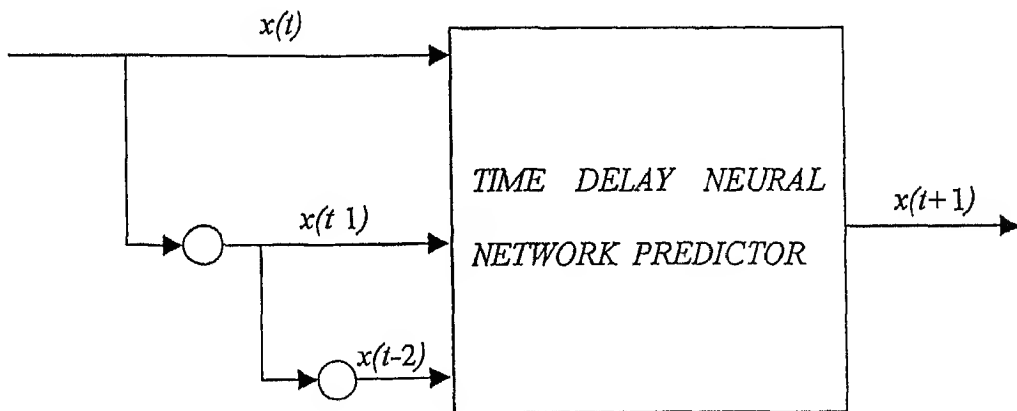 x(t)
TIME DELAY NEURAL
x(t+1)
x(t 1)
NETWORK PREDICTOR
x(t-2)